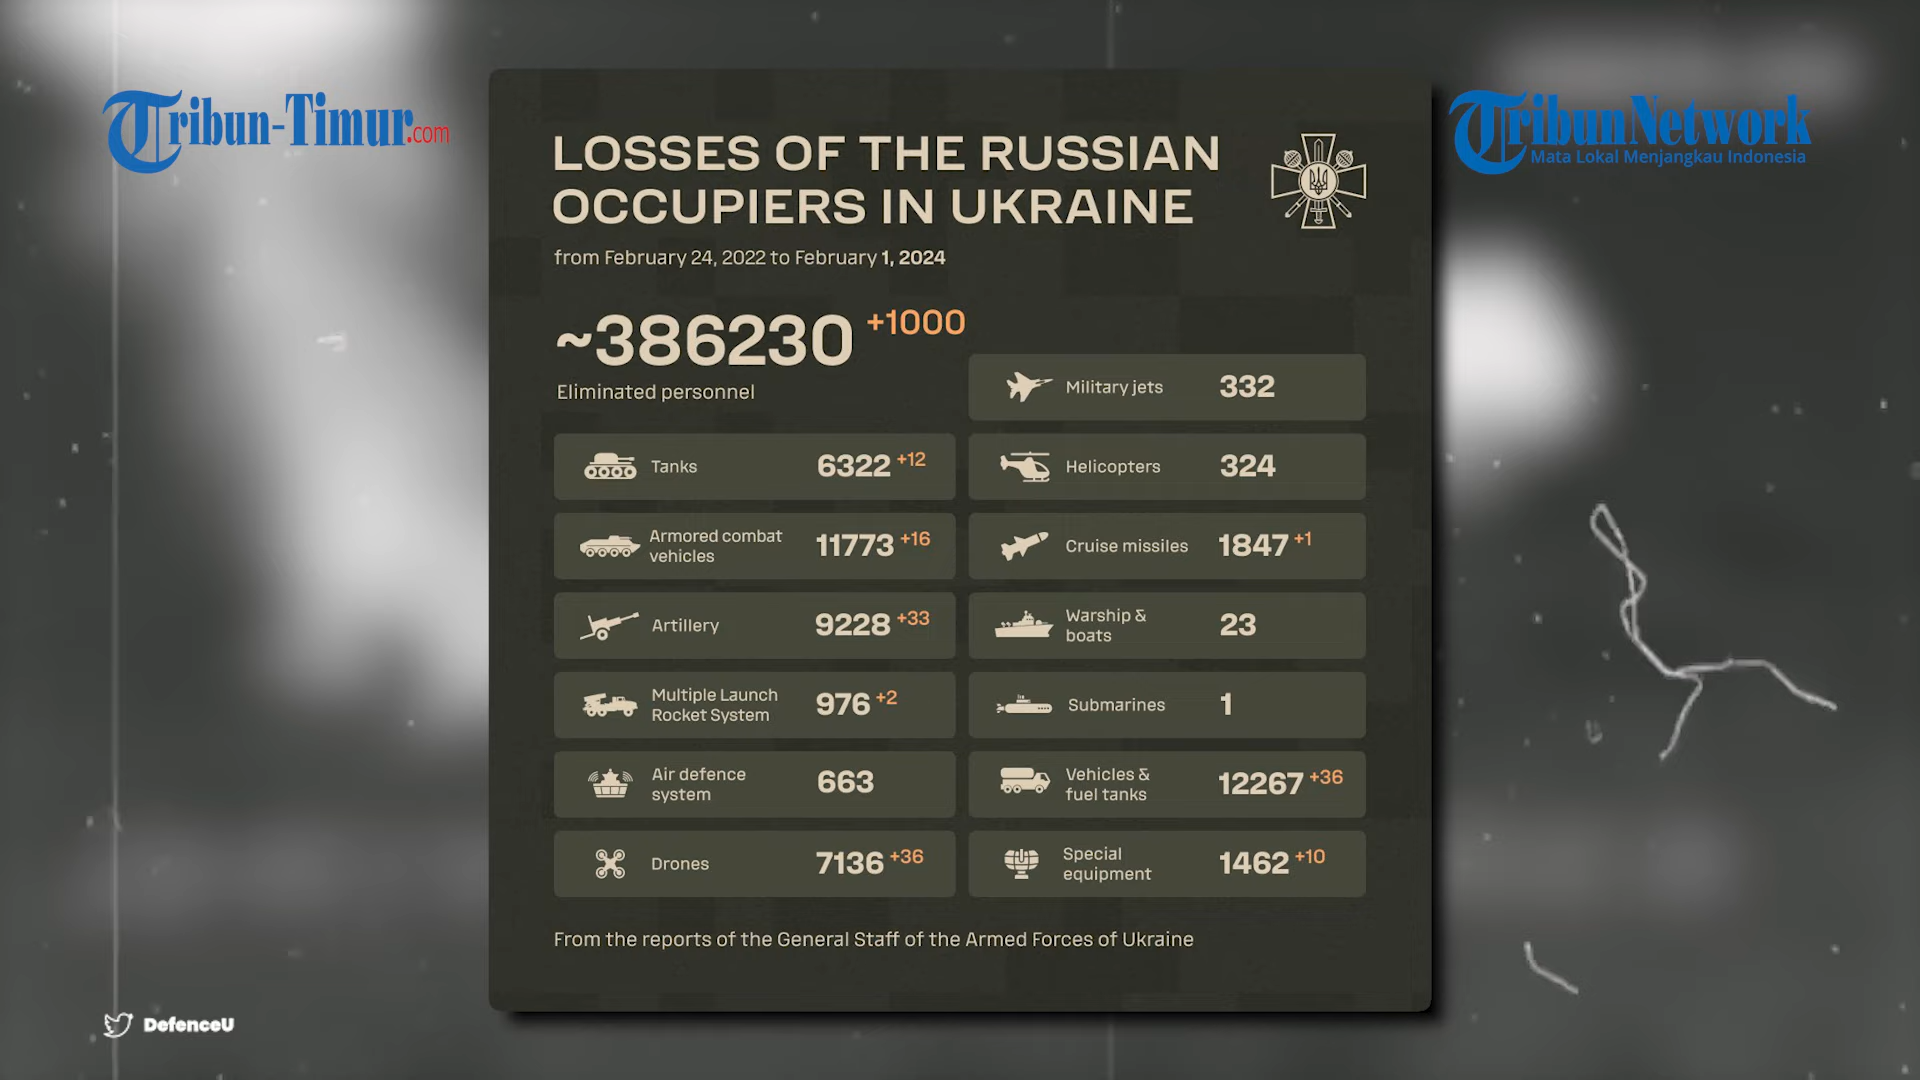 Tribun-Timur.com
TribunNetwork
Mata Lokal Menjangkau Indonesia
LOSSES OF THE RUSSIAN
OCCUPIERS IN UKRAINE
from February 24, 2022 to February 1, 2024
~386230 +1000
Eliminated personnel
Military jets 332
Tanks 6322 +12
Helicopters 324
Armored combat
vehicles 11773 +16
Cruise missiles 1847 +1
Artillery 9228 +33
Warship &
boats 23
Multiple Launch
Rocket System 976 +2
Submarines 1
Air defence
system 663
Vehicles &
fuel tanks 12267 +36
Drones 7136 +36
Special
equipment 1462 +10
From the reports of the General Staff of the Armed Forces of Ukraine
DefenceU